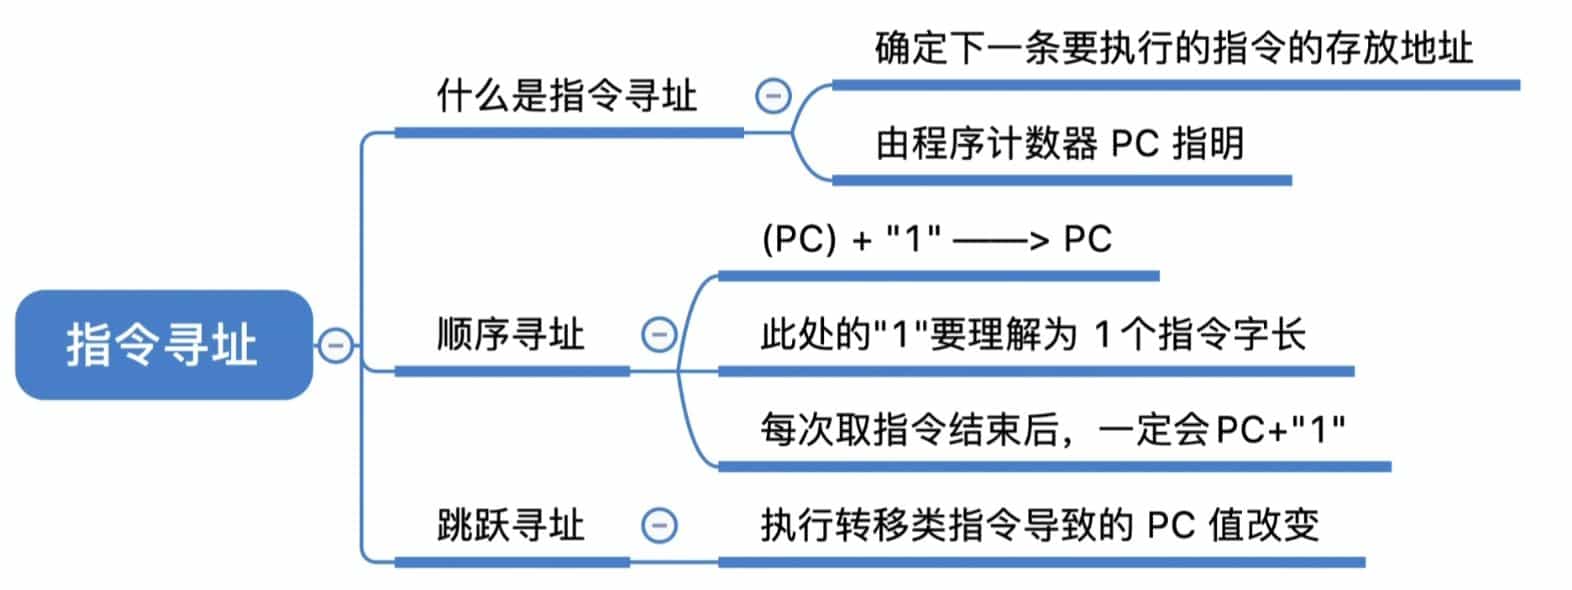 指令寻址
什么是指令寻址
确定下一条要执行的指令的存放地址
由程序计数器 PC 指明
顺序寻址
(PC) + "1" ——> PC
此处的"1"要理解为 1个指令字长
每次取指令结束后，一定会PC+"1"
跳跃寻址
执行转移类指令导致的 PC 值改变